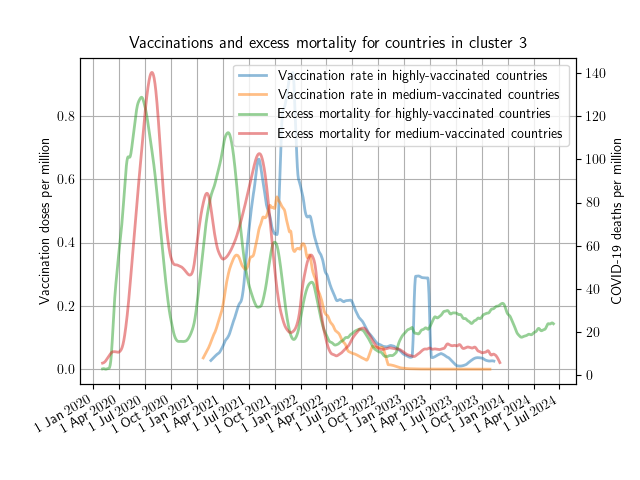 Vaccinations and excess mortality for countries in cluster 3
Vaccination rate in highly-vaccinated countries
Vaccination rate in medium-vaccinated countries
Excess mortality for highly-vaccinated countries
Excess mortality for medium-vaccinated countries
Vaccination doses per million
0.8
0.6
0.4
0.2
0.0
140
120
100
80
60
40
20
0
COVID-19 deaths per million
1 Jan 2020
1 Apr 2020
1 Jul 2020
1 Oct 2020
1 Jan 2021
1 Apr 2021
1 Jul 2021
1 Oct 2021
1 Jan 2022
1 Apr 2022
1 Jul 2022
1 Oct 2022
1 Jan 2023
1 Apr 2023
1 Jul 2023
1 Oct 2023
1 Jan 2024
1 Apr 2024
1 Jul 2024